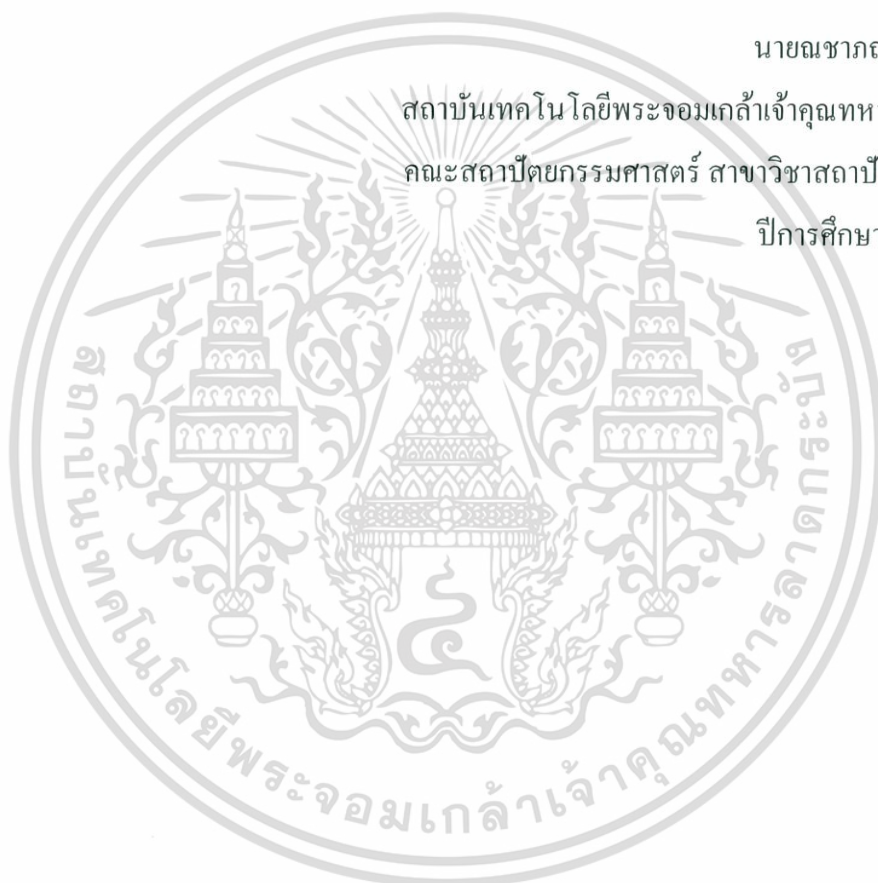 นายณชาภ
สถาบันเทคโนโลยีพระจอมเกล้าเจ้าคุณทห
คณะสถาปัตยกรรมศาสตร์ สาขาวิชาสถาปั
ปีการศึกษา
สถาบันเทคโนโลยีพระจอมเกล้าเจ้าคุณทหารลาดกระบัง
๔